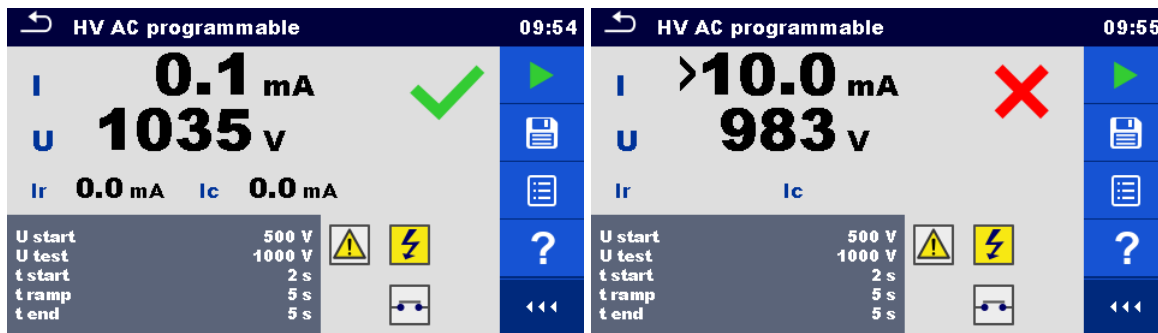 HV AC programmable 09:54
I 0.1 mA
U 1035 V
Ir 0.0 mA Ic 0.0 mA
U start 500 V
U test 1000 V
t start 2 s
t ramp 5 s
t end 5 s
?
HV AC programmable 09:55
I >10.0 mA
U 983 V
Ir Ic
U start 500 V
U test 1000 V
t start 2 s
t ramp 5 s
t end 5 s
?